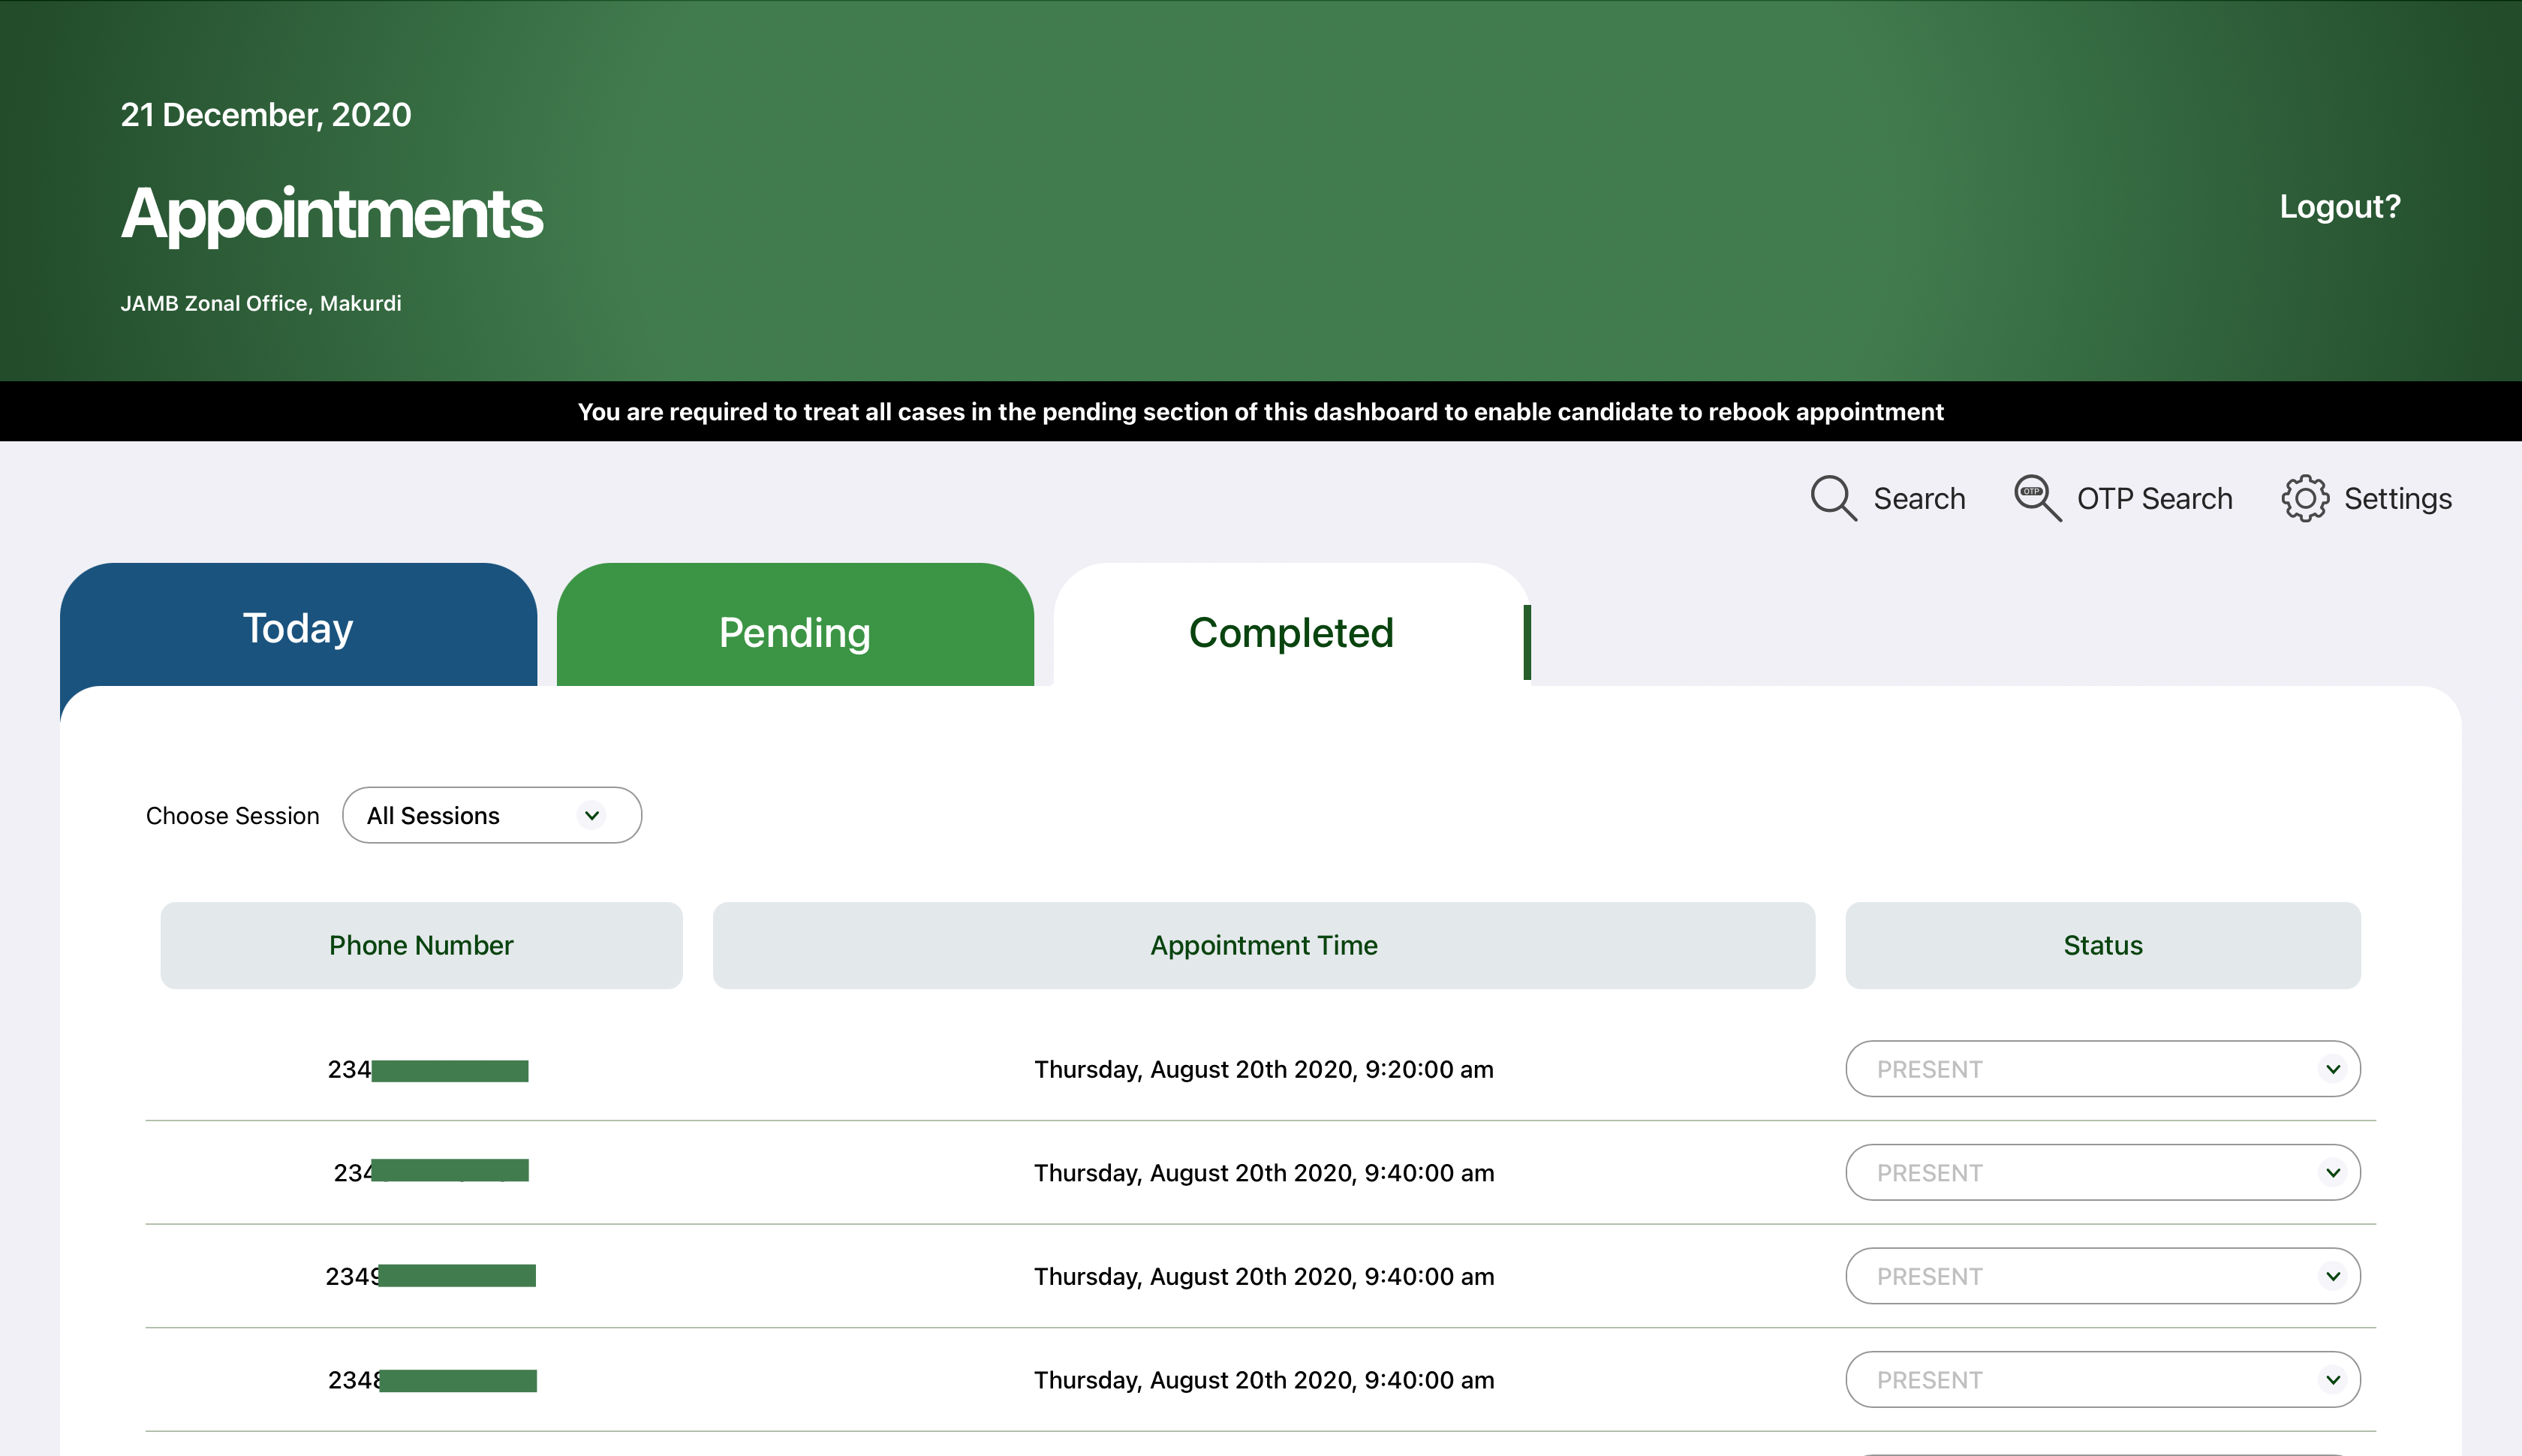 21 December, 2020
Appointments
Logout?
JAMB Zonal Office, Makurdi
You are required to treat all cases in the pending section of this dashboard to enable candidate to rebook appointment
Search OTP OTP Search Settings
Today Pending Completed
Choose Session All Sessions
Phone Number Appointment Time Status
234 Thursday, August 20th 2020, 9:20:00 am PRESENT
234 Thursday, August 20th 2020, 9:40:00 am PRESENT
2349 Thursday, August 20th 2020, 9:40:00 am PRESENT
2348 Thursday, August 20th 2020, 9:40:00 am PRESENT